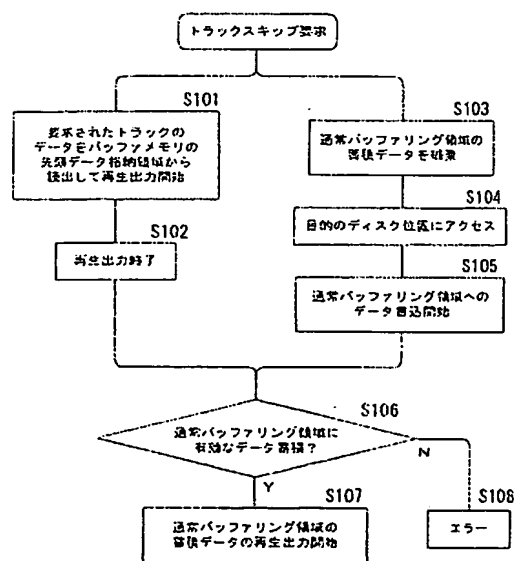 トラックスキップ要求
S101
要求されたトラックの
データをバッファメモリの
先頭データ格納領域から
読出して再生出力開始
S102
再生出力終了
S103
通常バッファリング領域の
蓄積データを破棄
S104
目的のディスク位置にアクセス
S105
通常バッファリング領域への
データ書込開始
S106
通常バッファリング領域に
有効なデータ蓄積?
Y
N
S107
通常バッファリング領域の
蓄積データの再生出力開始
S108
エラー